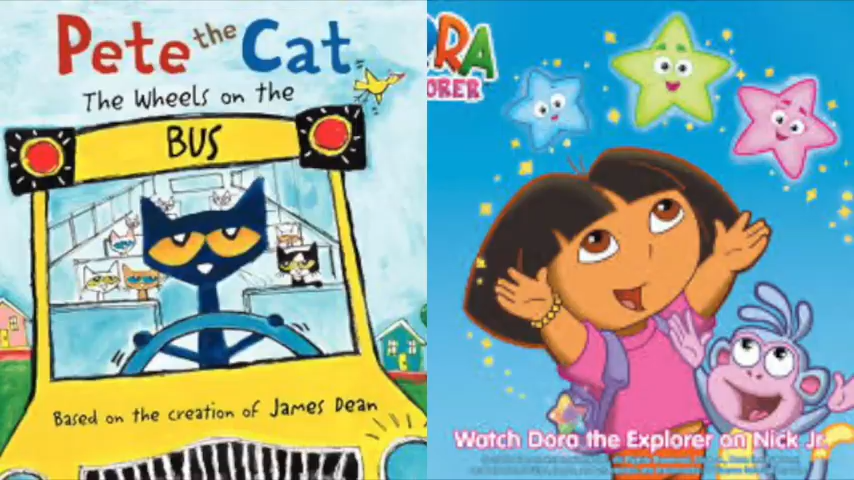 Pete the Cat
The Wheels on the
BUS
Based on the creation of James Dean
RA
ORER
Watch Dora the Explorer on Nick Jr